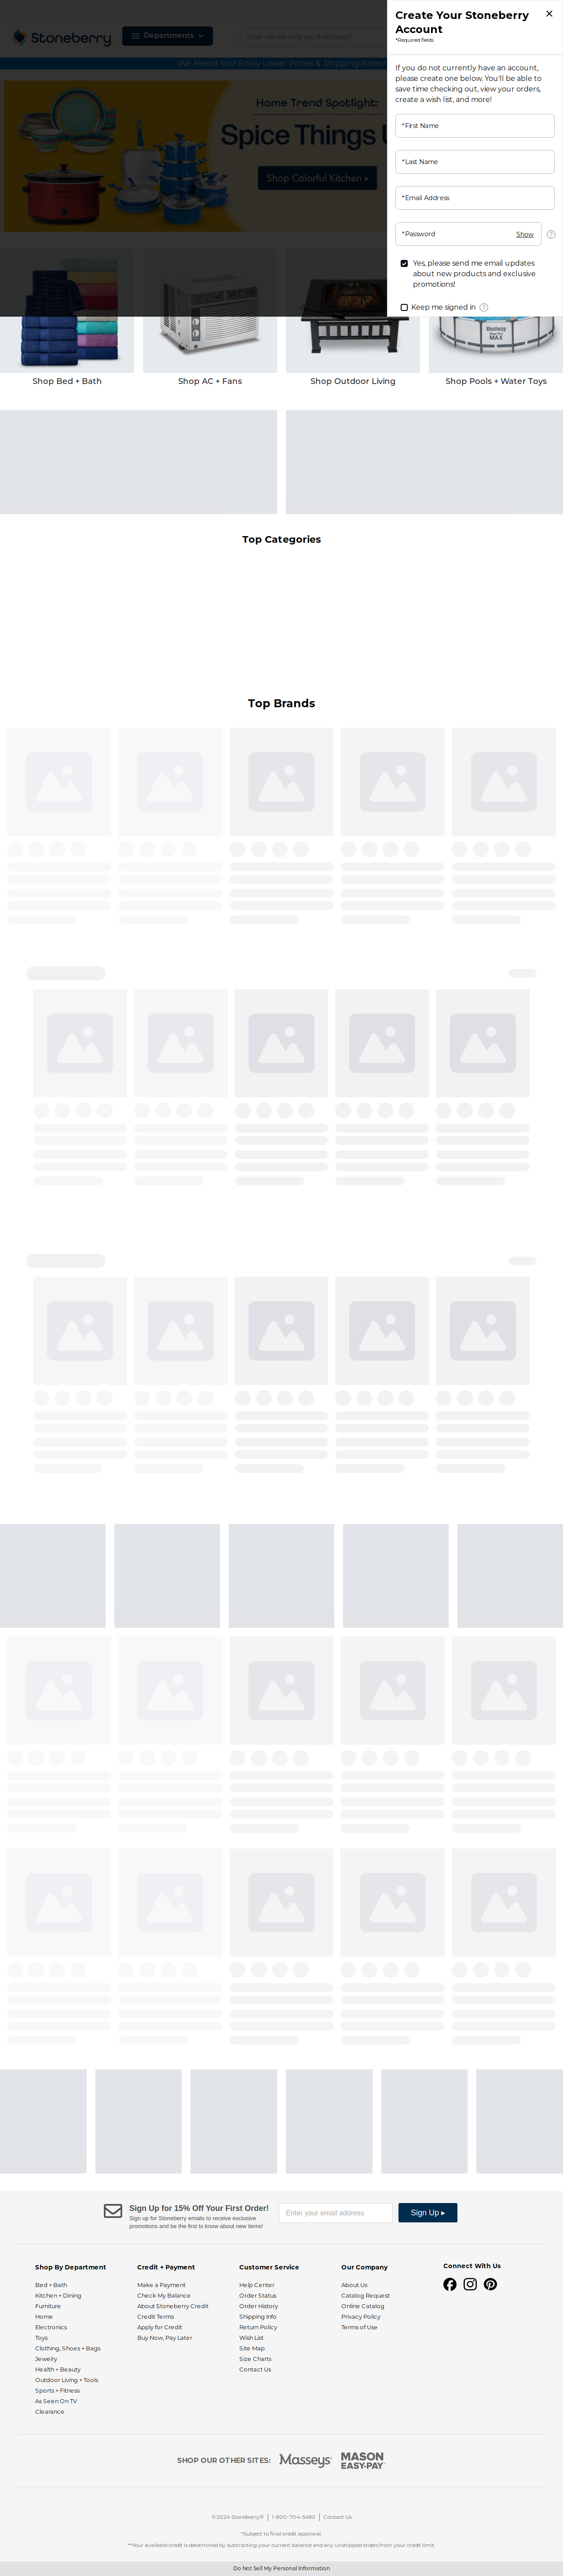 Stoneberry
Departments
What can we help you find today?
We Heard You! Enjoy Lower Prices & Shipping Rates!
Home Trend Spotlight:
Spice Things U
Shop Colorful Kitchen
Create Your Stoneberry
Account
*Required fields
If you do not currently have an account,
please create one below. You'll be able to
save time checking out, view your orders,
create a wish list, and more!
*First Name
*Last Name
*Email Address
*Password
Show
?
Yes, please send me email updates
about new products and exclusive
promotions!
Keep me signed in
?
Bestway
MAX
Shop Bed + Bath
Shop AC + Fans
Shop Outdoor Living
Shop Pools + Water Toys
Top Categories
Top Brands
Sign Up for 15% Off Your First Order!
Sign up for Stoneberry emails to receive exclusive
promotions and be the first to know about new items!
Enter your email address
Sign Up ▸
Shop By Department
Bed + Bath
Kitchen + Dining
Furniture
Home
Electronics
Toys
Clothing, Shoes + Bags
Jewelry
Health + Beauty
Outdoor Living + Tools
Sports + Fitness
As Seen On TV
Clearance
Credit + Payment
Make a Payment
Check My Balance
About Stoneberry Credit
Credit Terms
Apply for Credit
Buy Now, Pay Later
Customer Service
Help Center
Order Status
Order History
Shipping Info
Return Policy
Wish List
Site Map
Size Charts
Contact Us
Our Company
About Us
Catalog Request
Online Catalog
Privacy Policy
Terms of Use
Connect With Us
SHOP OUR OTHER SITES:
Masseys
MASON
EASY-PAY
©2024 Stoneberry® | 1-800-704-5480 | Contact Us
*Subject to final credit approval.
**Your available credit is determined by subtracting your current balance and any unshipped orders from your credit limit.
Do Not Sell My Personal Information